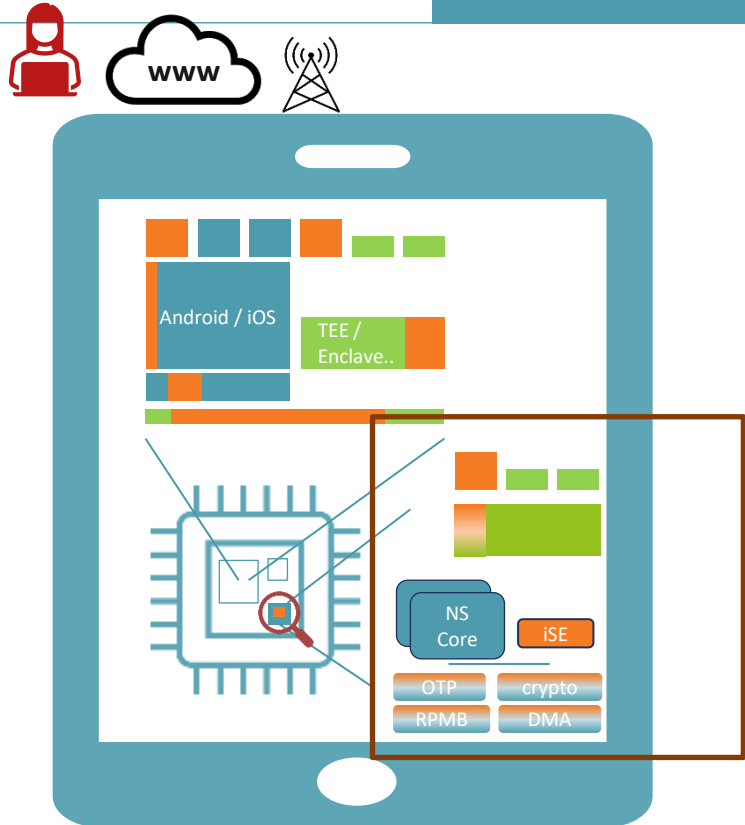 www
Android / iOS
TEE /
Enclave..
NS
Core
iSE
OTP
crypto
RPMB
DMA